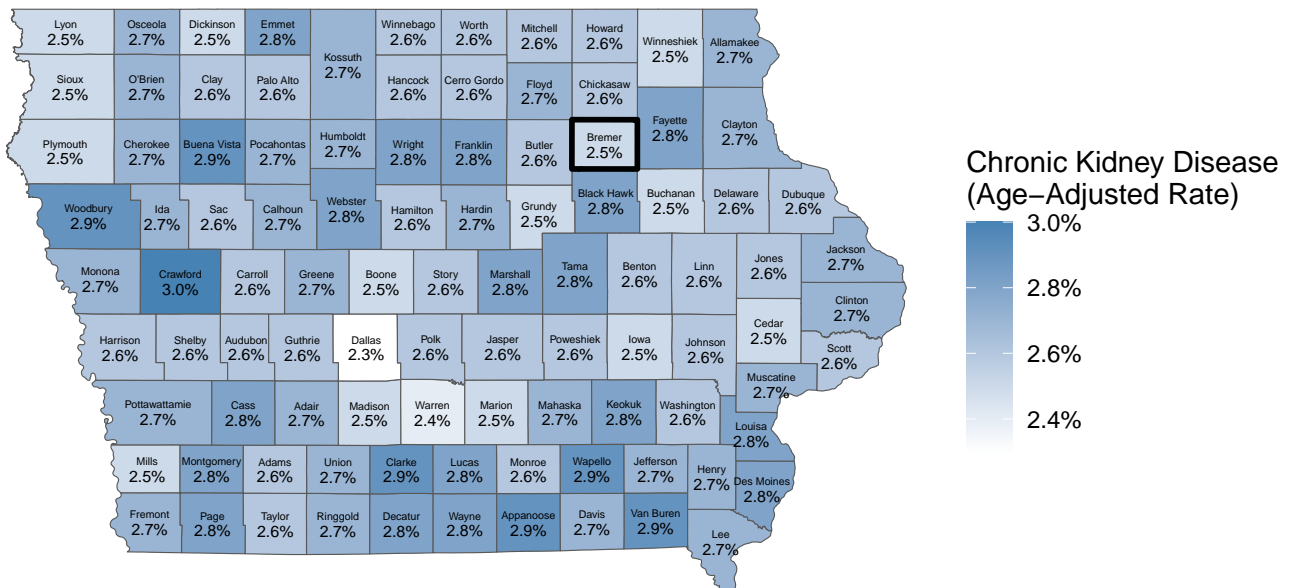 Lyon
2.5%
Osceola
2.7%
Dickinson
2.5%
Emmet
2.8%
Kossuth
2.7%
Winnebago
2.6%
Worth
2.6%
Mitchell
2.6%
Howard
2.6%
Winneshiek
2.5%
Allamakee
2.7%
Sioux
2.5%
O'Brien
2.7%
Clay
2.6%
Palo Alto
2.6%
Hancock
2.6%
Cerro Gordo
2.6%
Floyd
2.7%
Chickasaw
2.6%
Plymouth
2.5%
Cherokee
2.7%
Buena Vista
2.9%
Pocahontas
2.7%
Humboldt
2.7%
Wright
2.8%
Franklin
2.8%
Butler
2.6%
Bremer
2.5%
Fayette
2.8%
Clayton
2.7%
Woodbury
2.9%
Ida
2.7%
Sac
2.6%
Calhoun
2.7%
Webster
2.8%
Hamilton
2.6%
Hardin
2.7%
Grundy
2.5%
Black Hawk
2.8%
Buchanan
2.5%
Delaware
2.6%
Dubuque
2.6%
Monona
2.7%
Crawford
3.0%
Carroll
2.6%
Greene
2.7%
Boone
2.5%
Story
2.6%
Marshall
2.8%
Tama
2.8%
Benton
2.6%
Linn
2.6%
Jones
2.6%
Jackson
2.7%
Clinton
2.7%
Harrison
2.6%
Shelby
2.6%
Audubon
2.6%
Guthrie
2.6%
Dallas
2.3%
Polk
2.6%
Jasper
2.6%
Poweshiek
2.6%
Iowa
2.5%
Johnson
2.6%
Cedar
2.5%
Scott
2.6%
Muscatine
2.7%
Pottawattamie
2.7%
Cass
2.8%
Adair
2.7%
Madison
2.5%
Warren
2.4%
Marion
2.5%
Mahaska
2.7%
Keokuk
2.8%
Washington
2.6%
Louisa
2.8%
Mills
2.5%
Montgomery
2.8%
Adams
2.6%
Union
2.7%
Clarke
2.9%
Lucas
2.8%
Monroe
2.6%
Wapello
2.9%
Jefferson
2.7%
Henry
2.7%
Des Moines
2.8%
Fremont
2.7%
Page
2.8%
Taylor
2.6%
Ringgold
2.7%
Decatur
2.8%
Wayne
2.8%
Appanoose
2.9%
Davis
2.7%
Van Buren
2.9%
Lee
2.7%
Chronic Kidney Disease
(Age−Adjusted Rate)
3.0%
2.8%
2.6%
2.4%